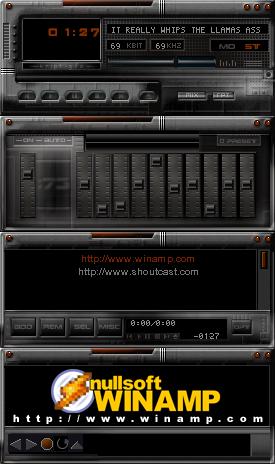 01:27
IT REALLY WHIPS THE LLAMAS ASS
69 KBIT 69 KHZ MO ST
MIX EPT
ON AUTO PRESET
http://www.winamp.com
http://www.shoutcast.com
ADD REM SEL MISC 0:00/0:00 -0127 OPT
nullsoft
WINAMP
http://www.winamp.com